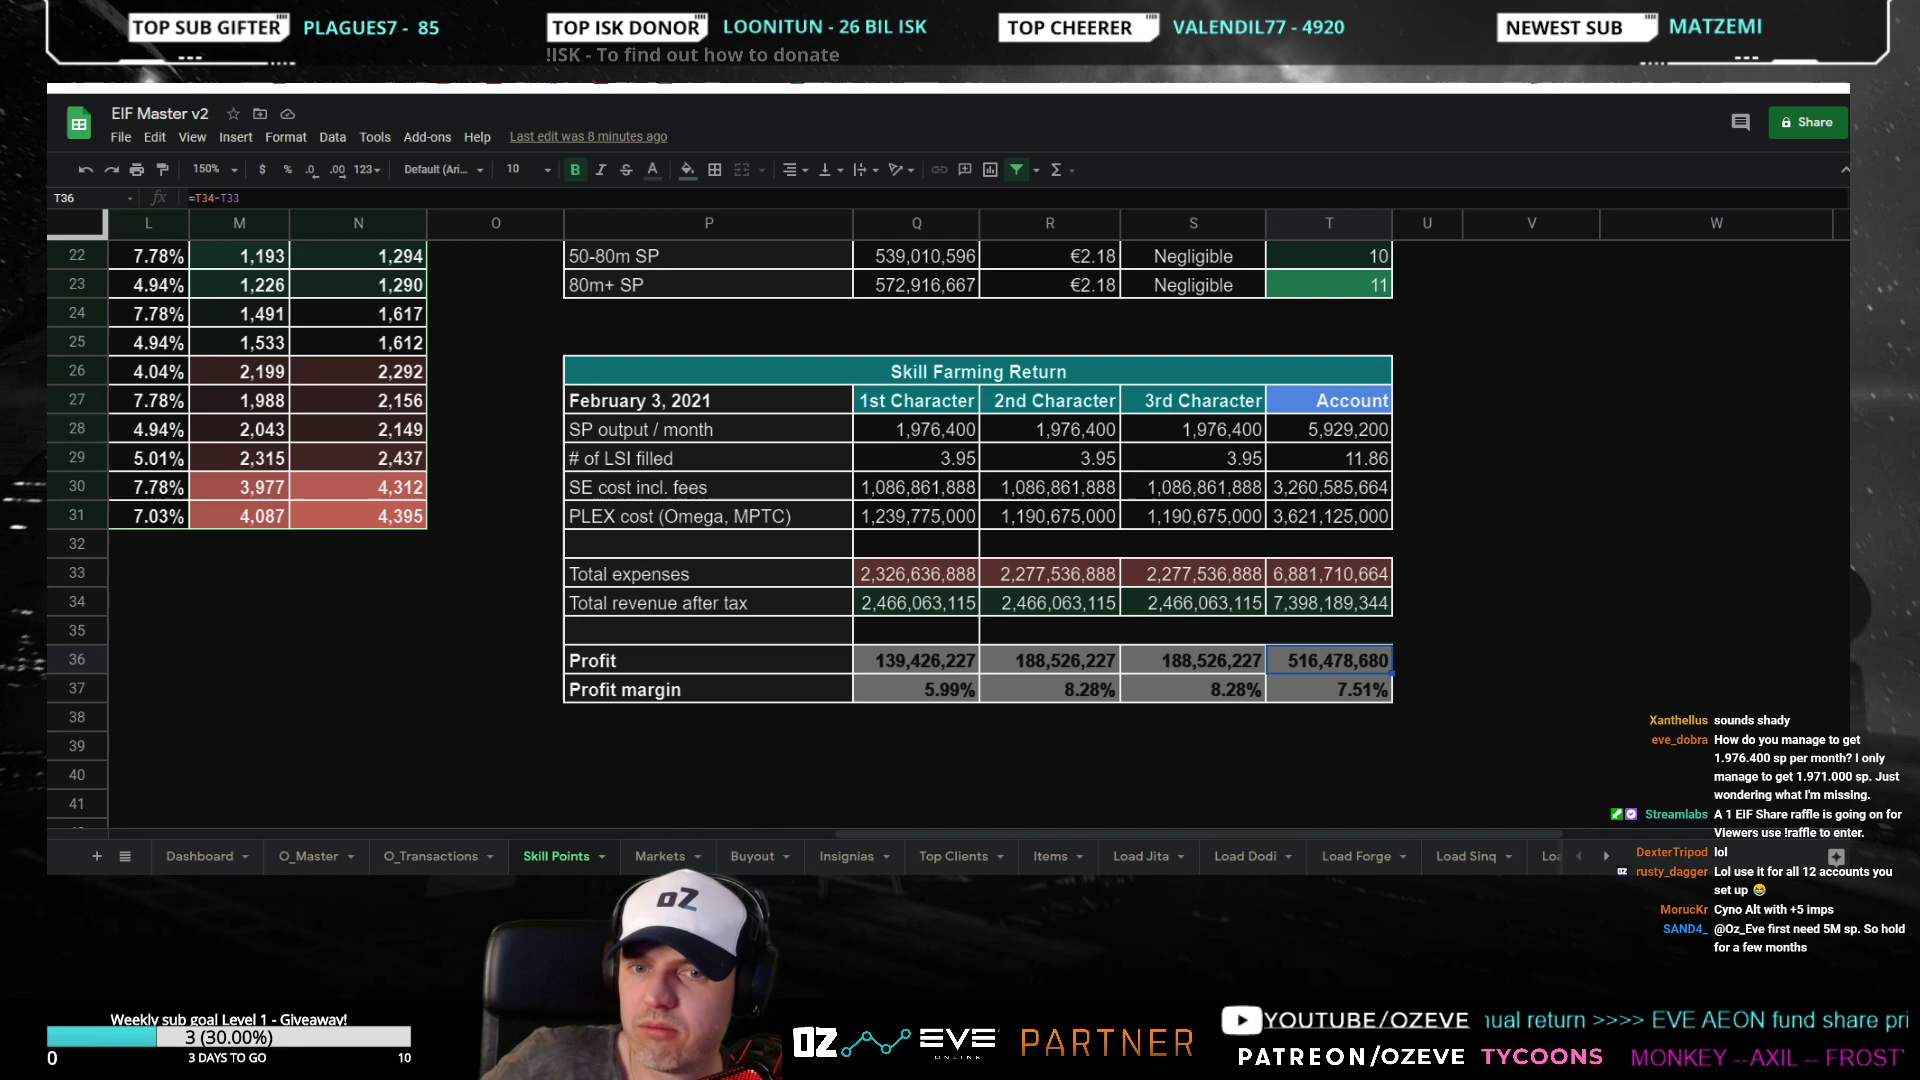 TOP SUB GIFTER PLAGUES7 - 85 TOP ISK DONOR LOONITUN - 26 BIL ISK TOP CHEERER VALENDIL77 - 4920 NEWEST SUB MATZEMI
!ISK - To find out how to donate
EIF Master v2
Share
File Edit View Insert Format Data Tools Add-ons Help Last edit was 8 minutes ago
150% $ % .0 .00 123 Default (Ari... 10 B I S A Σ
T36 fx =T34-T33
L M N O P Q R S T U V W
22 7.78% 1,193 1,294 50-80m SP 539,010,596 €2.18 Negligible 10
23 4.94% 1,226 1,290 80m+ SP 572,916,667 €2.18 Negligible 11
24 7.78% 1,491 1,617
25 4.94% 1,533 1,612
26 4.04% 2,199 2,292 Skill Farming Return
27 7.78% 1,988 2,156 February 3, 2021 1st Character 2nd Character 3rd Character Account
28 4.94% 2,043 2,149 SP output / month 1,976,400 1,976,400 1,976,400 5,929,200
29 5.01% 2,315 2,437 # of LSI filled 3.95 3.95 3.95 11.86
30 7.78% 3,977 4,312 SE cost incl. fees 1,086,861,888 1,086,861,888 1,086,861,888 3,260,585,664
31 7.03% 4,087 4,395 PLEX cost (Omega, MPTC) 1,239,775,000 1,190,675,000 1,190,675,000 3,621,125,000
32
33 Total expenses 2,326,636,888 2,277,536,888 2,277,536,888 6,881,710,664
34 Total revenue after tax 2,466,063,115 2,466,063,115 2,466,063,115 7,398,189,344
35
36 Profit 139,426,227 188,526,227 188,526,227 516,478,680
37 Profit margin 5.99% 8.28% 8.28% 7.51%
38
39
40
41
Xanthellus sounds shady
eve_dobra How do you manage to get
1.976.400 sp per month? I only
manage to get 1.971.000 sp. Just
wondering what I'm missing.
Streamlabs A 1 EIF Share raffle is going on for
Viewers use !raffle to enter.
DexterTripod lol
rusty_dagger Lol use it for all 12 accounts you
set up
MorucKr Cyno Alt with +5 imps
SAND4_ @Oz_Eve first need 5M sp. So hold
for a few months
Dashboard O_Master O_Transactions Skill Points Markets Buyout Insignias Top Clients Items Load Jita Load Dodi Load Forge Load Sinq Loa
OZ
Weekly sub goal Level 1 - Giveaway!
3 (30.00%)
0 3 DAYS TO GO 10
OZ EVE ONLINE PARTNER
YOUTUBE/OZEVE nual return >>>> EVE AEON fund share pri
PATREON/OZEVE TYCOONS MONKEY --AXIL -- FROST